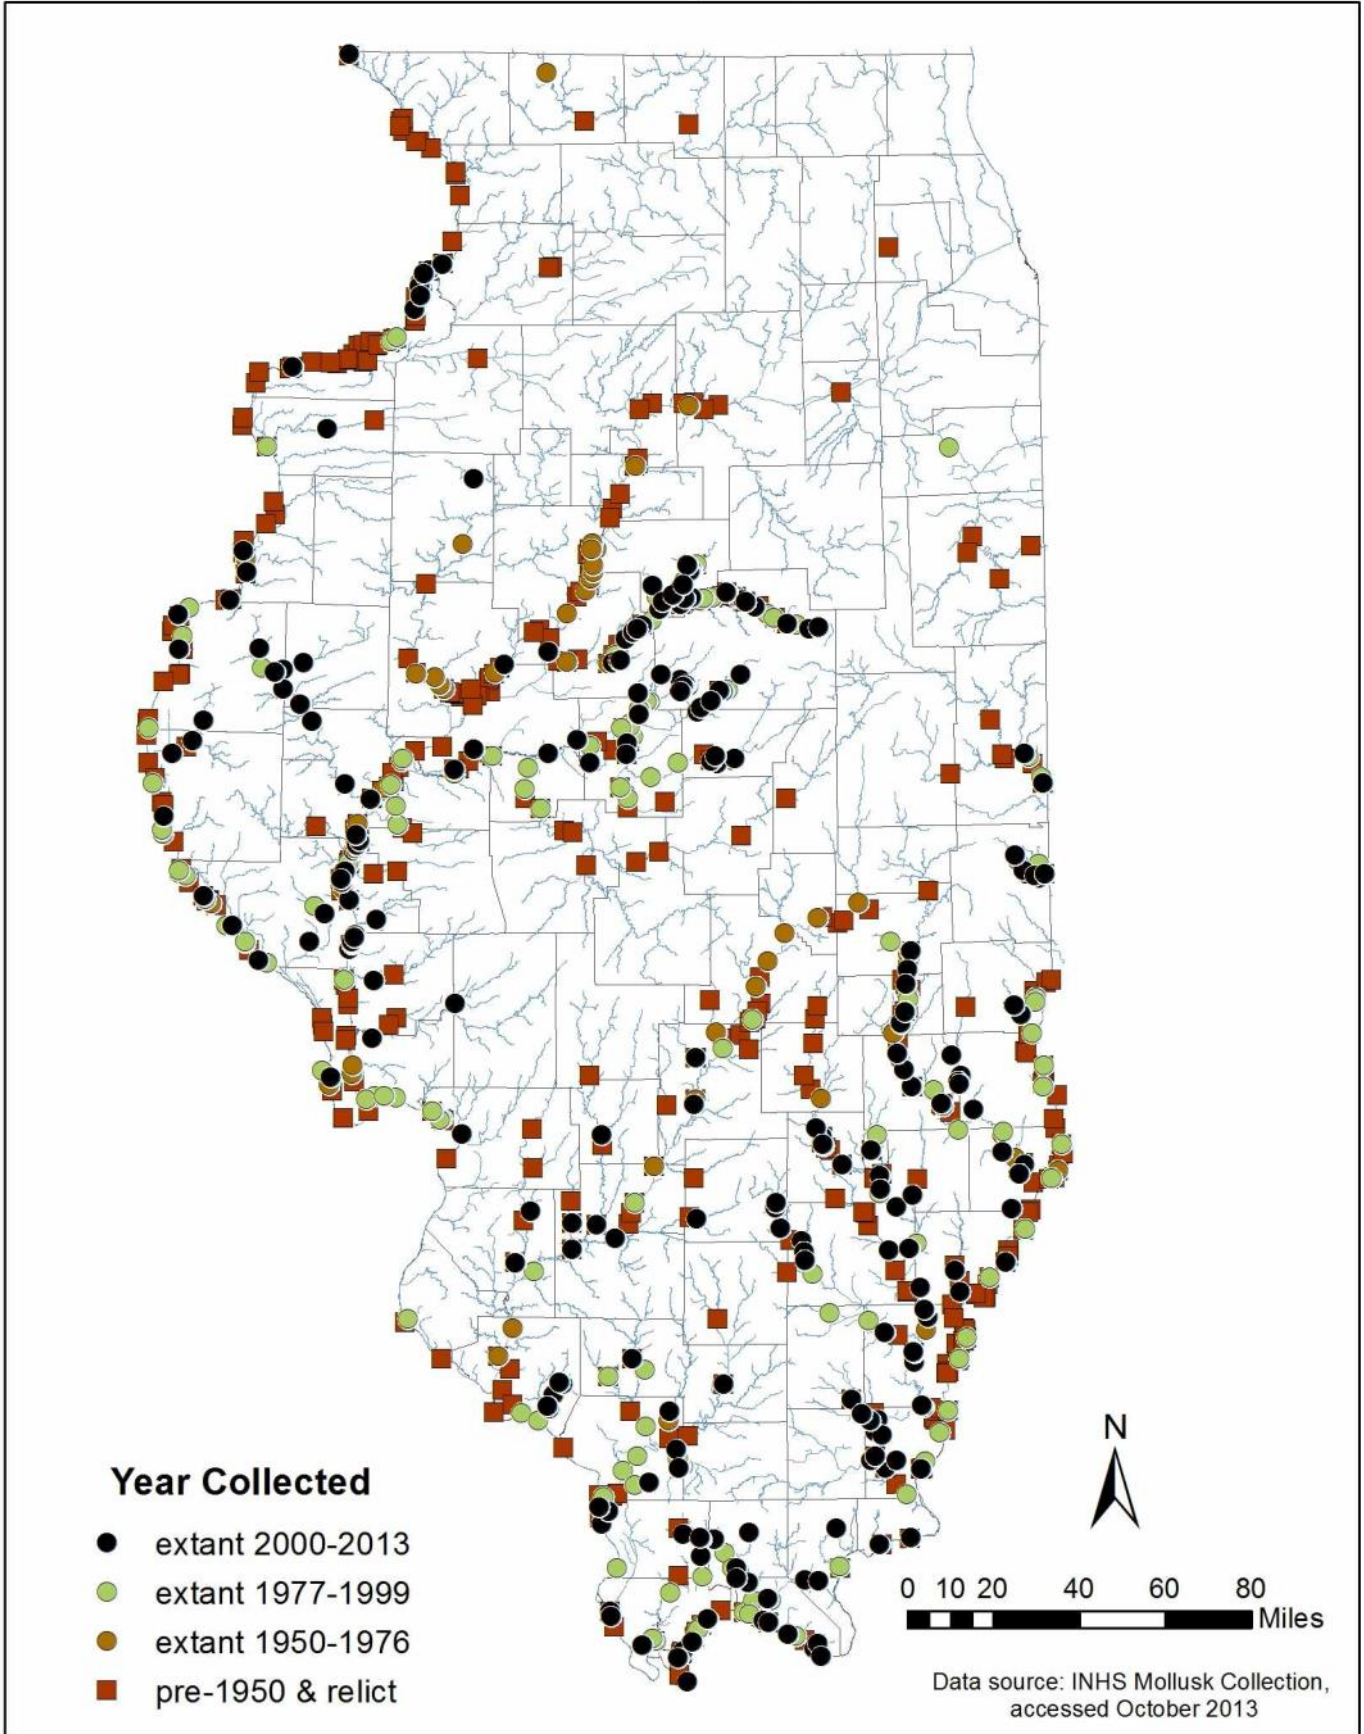 Year Collected
extant 2000-2013
extant 1977-1999
extant 1950-1976
pre-1950 & relict
N
0 10 20 40 60 80
Miles
Data source: INHS Mollusk Collection,
accessed October 2013